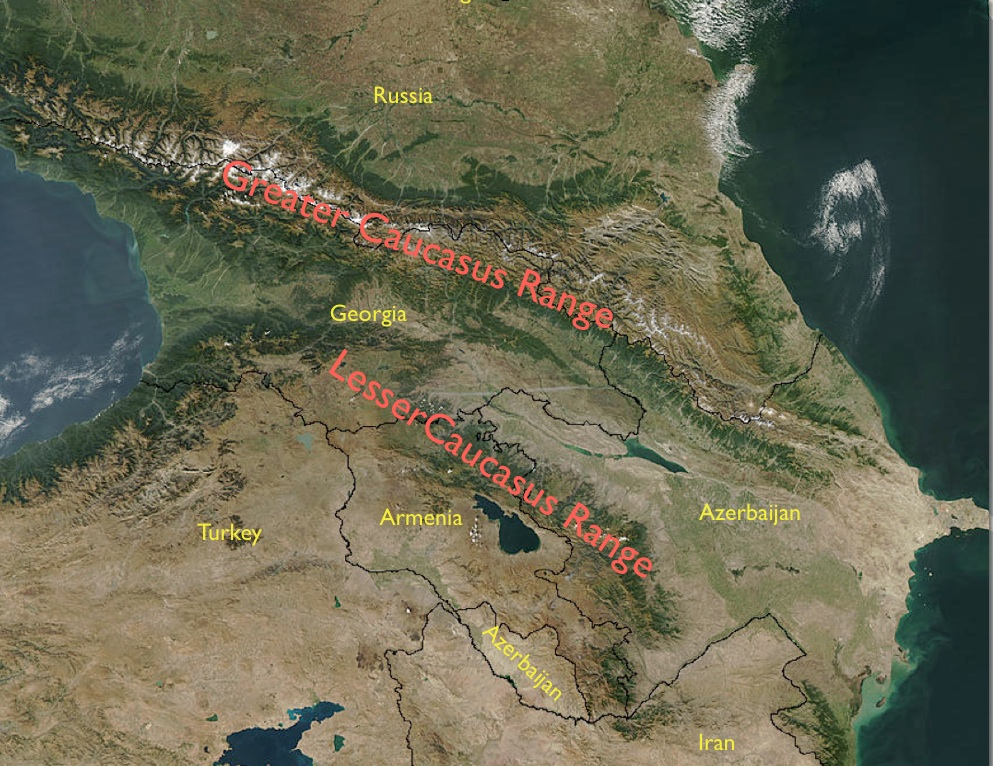 Russia
Greater Caucasus Range
Georgia
LesserCaucasus Range
Azerbaijan
Armenia
Turkey
Azerbaijan
Iran